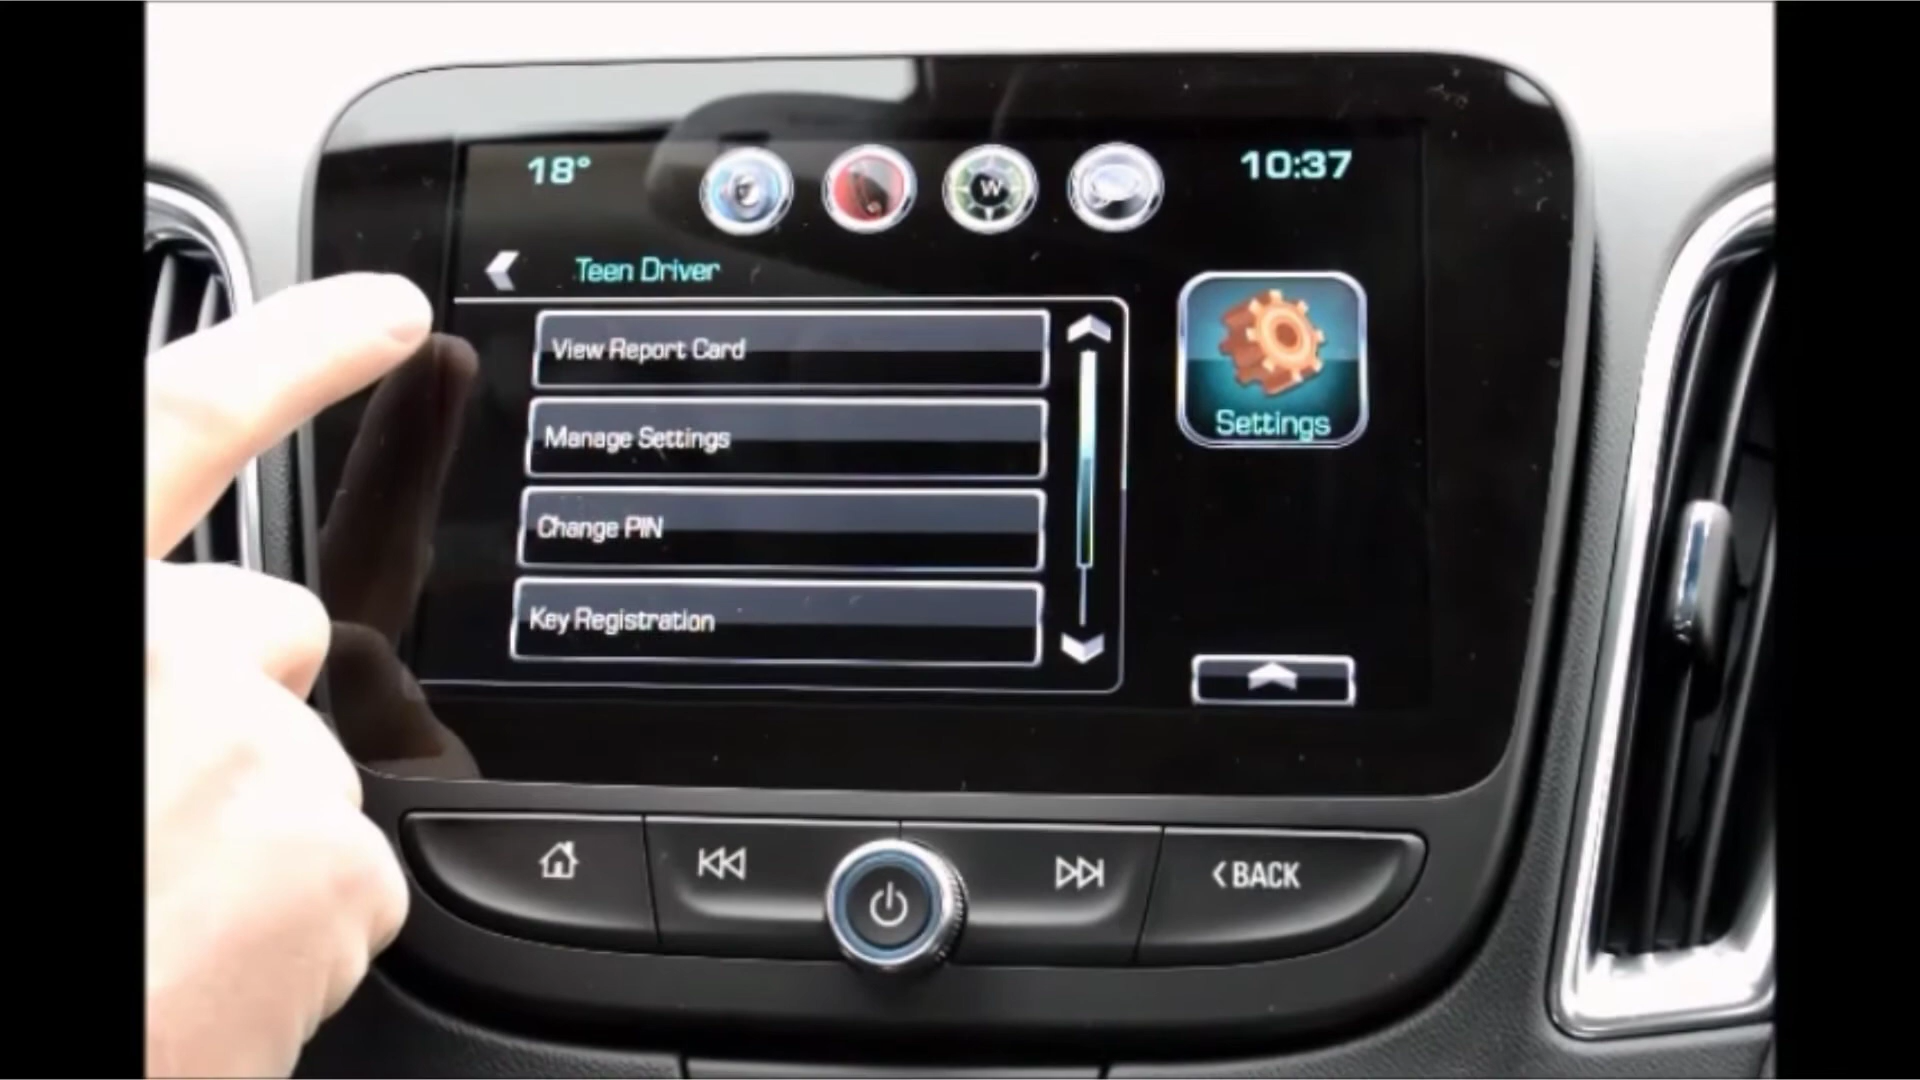 18°
W
10:37
Teen Driver
View Report Card
Settings
Manage Settings
Change PIN
Key Registration
BACK